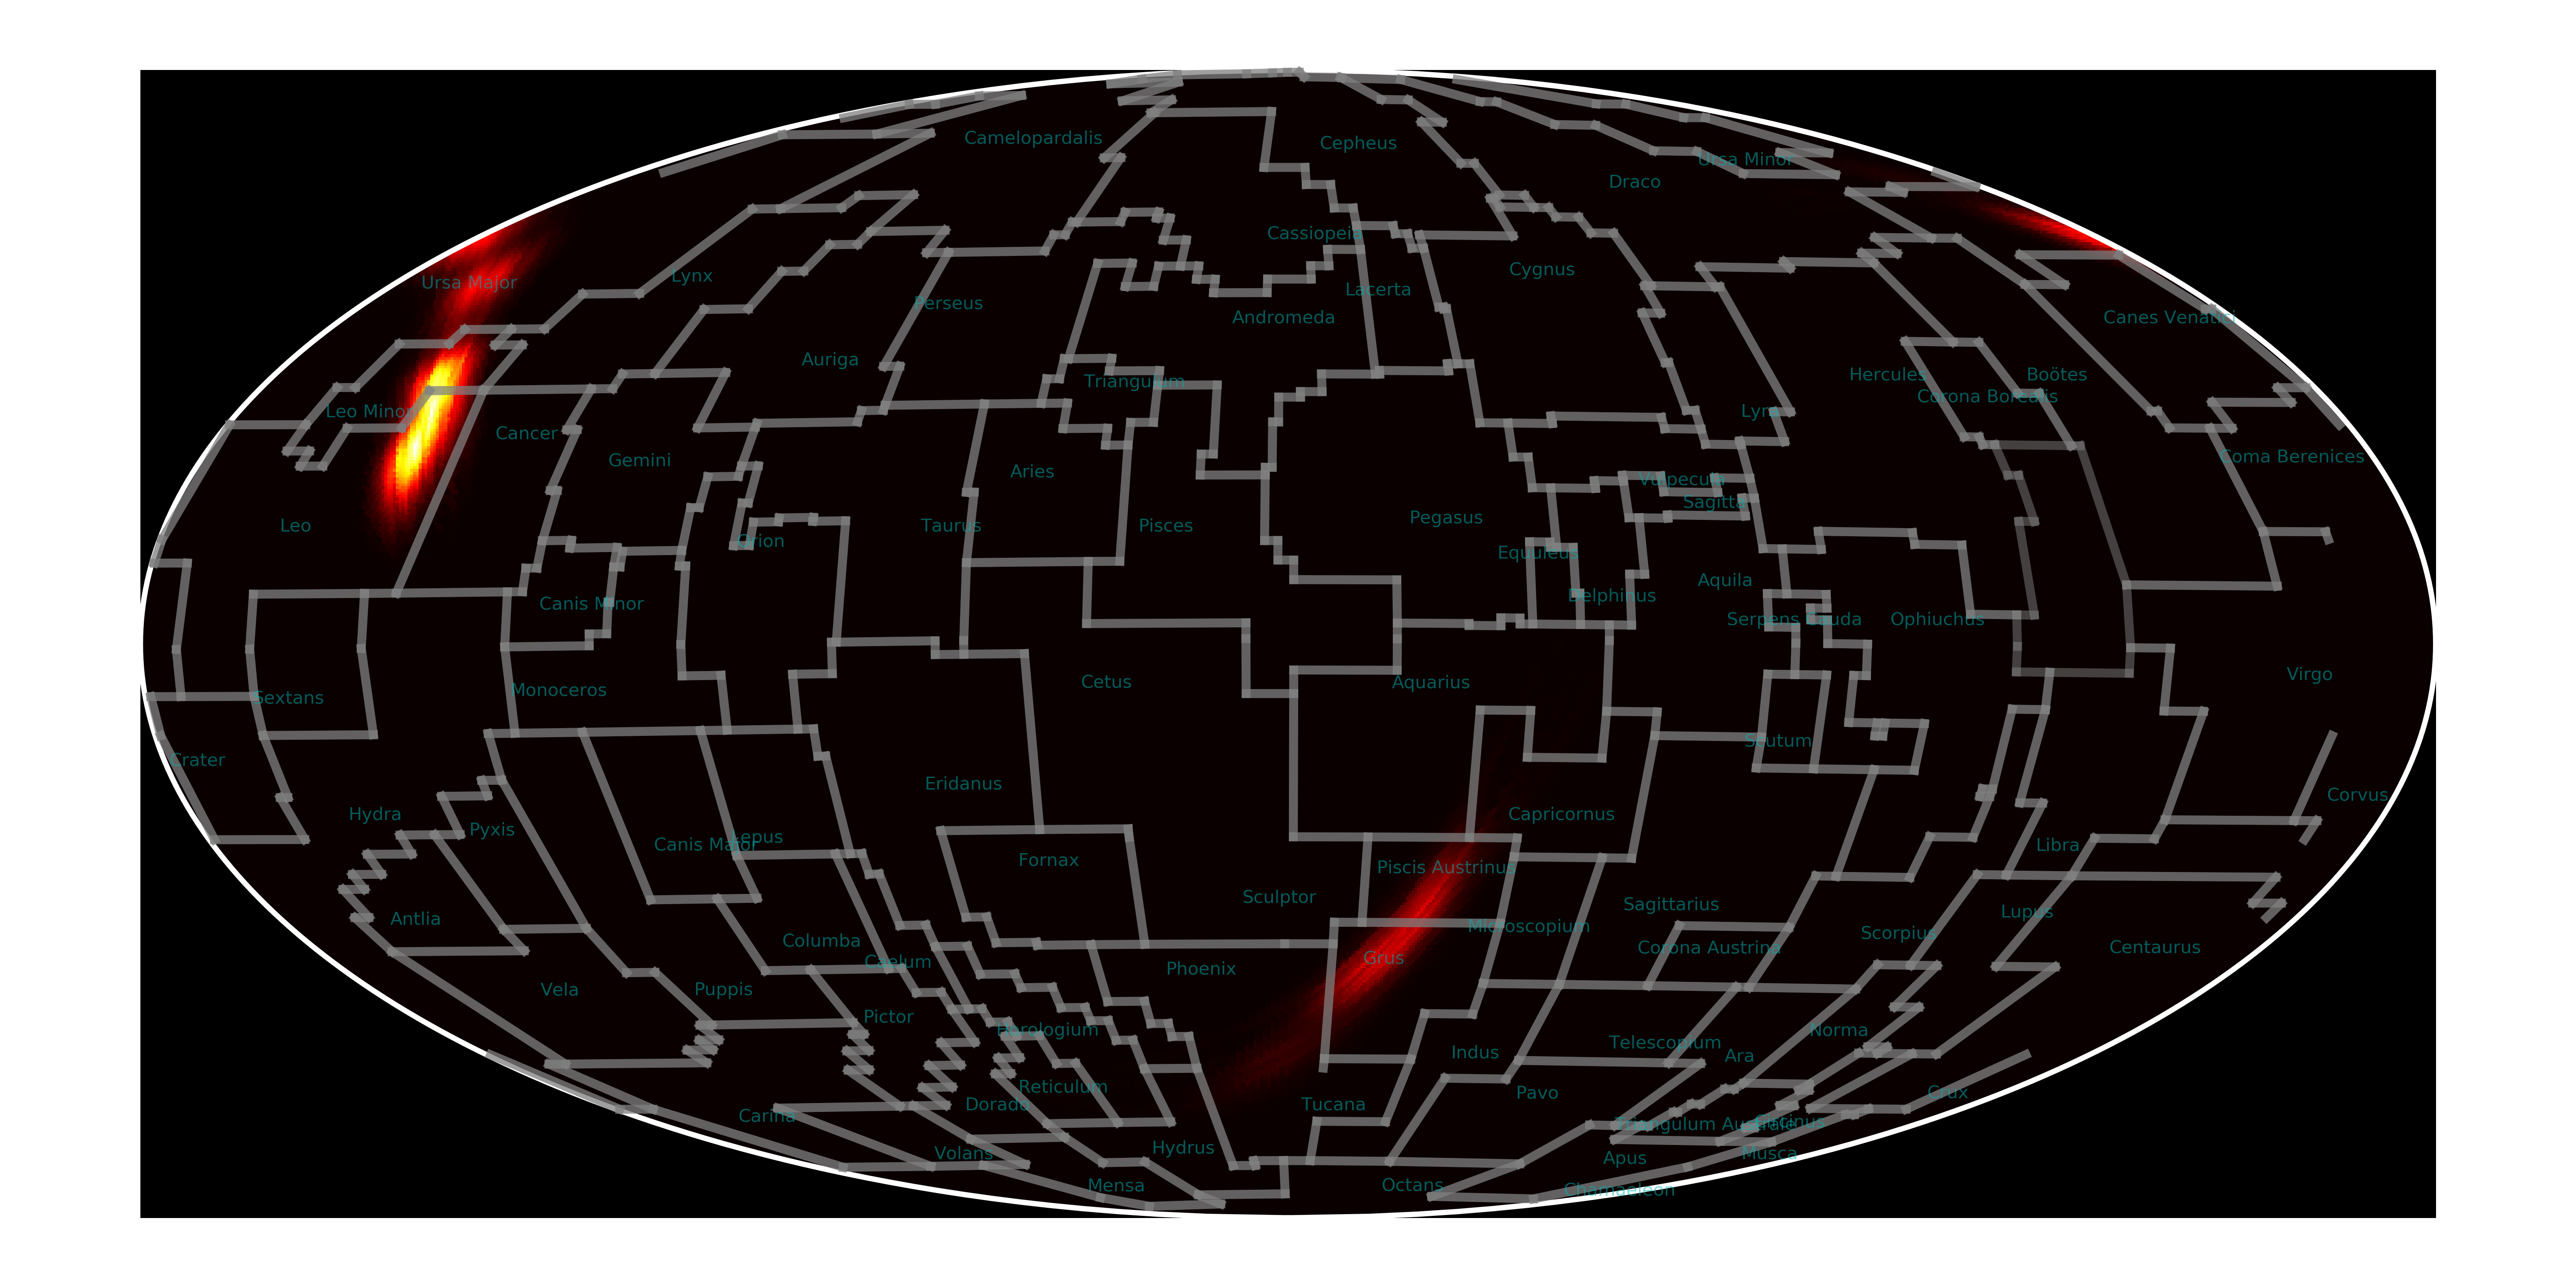 Camelopardalis
Cepheus
Ursa Minor
Draco
Cassiopeia
Cygnus
Lynx
Ursa Major
Lacerta
Perseus
Andromeda
Canes Venatici
Auriga
Hercules
Boötes
Triangulum
Corona Borealis
Leo Minor
Lyra
Cancer
Coma Berenices
Gemini
Aries
Vulpecula
Sagitta
Pegasus
Leo
Taurus
Pisces
Orion
Equuleus
Aquila
Delphinus
Canis Minor
Serpens Cauda
Ophiuchus
Virgo
Cetus
Aquarius
Monoceros
Sextans
Scutum
Crater
Eridanus
Corvus
Hydra
Capricornus
Pyxis
Lepus
Canis Major
Libra
Fornax
Piscis Austrinus
Sculptor
Sagittarius
Lupus
Antlia
Microscopium
Scorpius
Columba
Corona Austrina
Centaurus
Grus
Caelum
Phoenix
Vela
Puppis
Pictor
Horologium
Norma
Telescopium
Indus
Ara
Reticulum
Pavo
Crux
Dorado
Tucana
Carina
Triangulum Australe
Circinus
Hydrus
Volans
Musca
Apus
Mensa
Octans
Chamaeleon